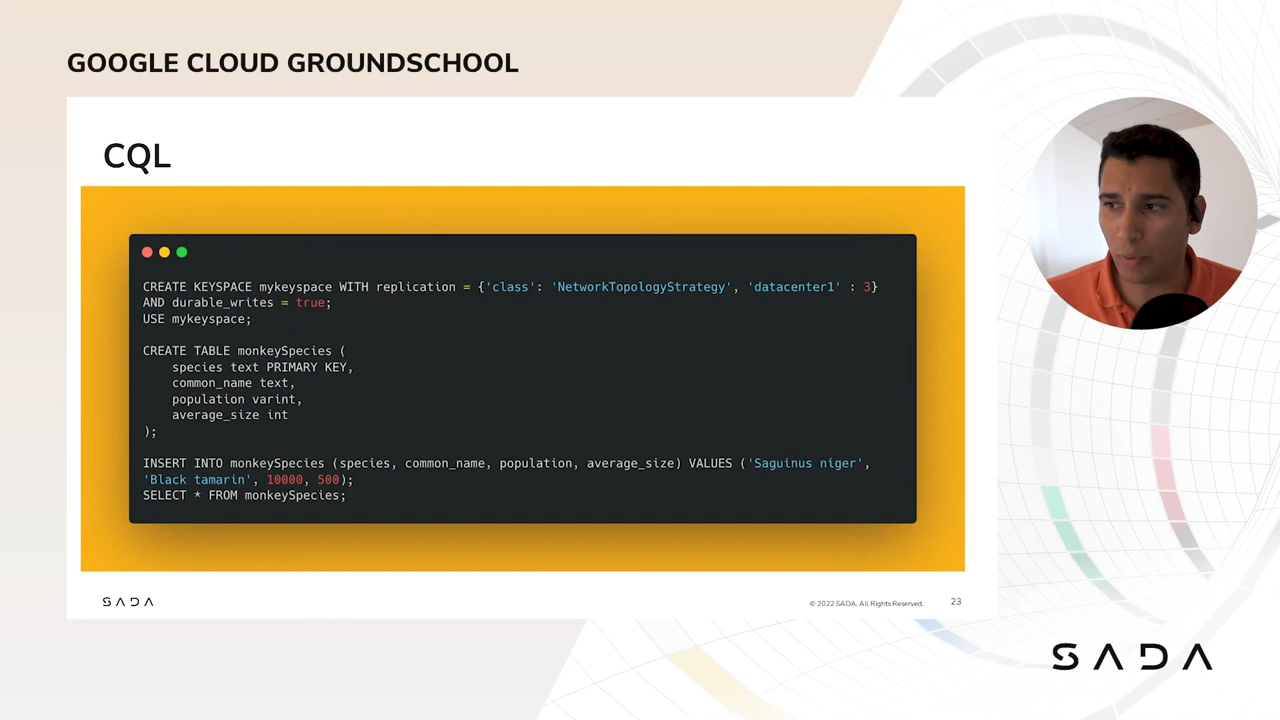 GOOGLE CLOUD GROUNDSCHOOL
CQL
CREATE KEYSPACE mykeyspace WITH replication = {'class': 'NetworkTopologyStrategy', 'datacenter1' : 3}
AND durable_writes = true;
USE mykeyspace;
CREATE TABLE monkeySpecies (
    species text PRIMARY KEY,
    common_name text,
    population varint,
    average_size int
);
INSERT INTO monkeySpecies (species, common_name, population, average_size) VALUES ('Saguinus niger',
'Black tamarin', 10000, 500);
SELECT * FROM monkeySpecies;
SADA
© 2022 SADA. All Rights Reserved.
23
SADA